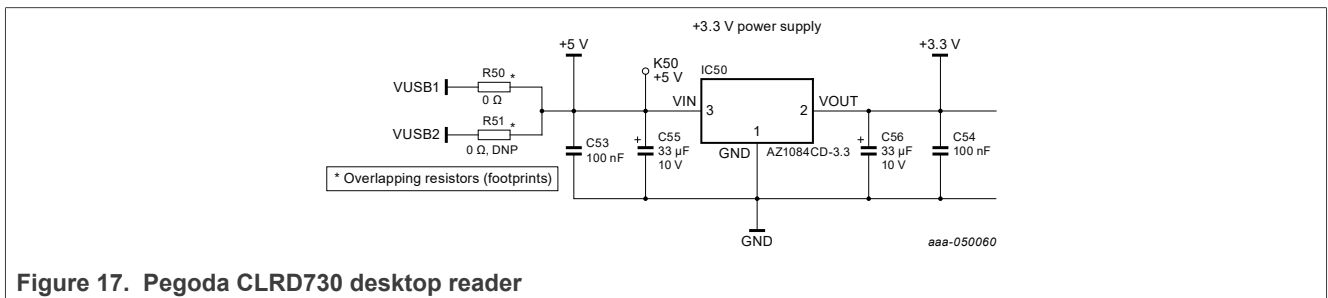 +3.3 V power supply
+5 V
+3.3 V
K50
+5 V
IC50
R50 *
VUSB1
0 Ω
VIN
3
2
VOUT
R51 *
VUSB2
0 Ω, DNP
1
GND
AZ1084CD-3.3
C53
100 nF
+
C55
33 µF
10 V
+
C56
33 µF
10 V
C54
100 nF
* Overlapping resistors (footprints)
GND
aaa-050060
Figure 17. Pegoda CLRD730 desktop reader